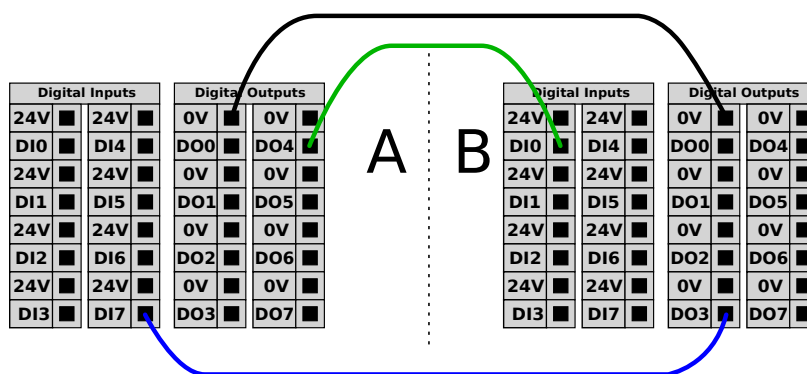 Digital Inputs Digital Outputs Digital Inputs Digital Outputs
24V 24V 0V 0V 24V 24V 0V 0V
DI0 DI4 DO0 DO4 A B DI0 DI4 DO0 DO4
24V 24V 0V 0V 24V 24V 0V 0V
DI1 DI5 DO1 DO5 DI1 DI5 DO1 DO5
24V 24V 0V 0V 24V 24V 0V 0V
DI2 DI6 DO2 DO6 DI2 DI6 DO2 DO6
24V 24V 0V 0V 24V 24V 0V 0V
DI3 DI7 DO3 DO7 DI3 DI7 DO3 DO7